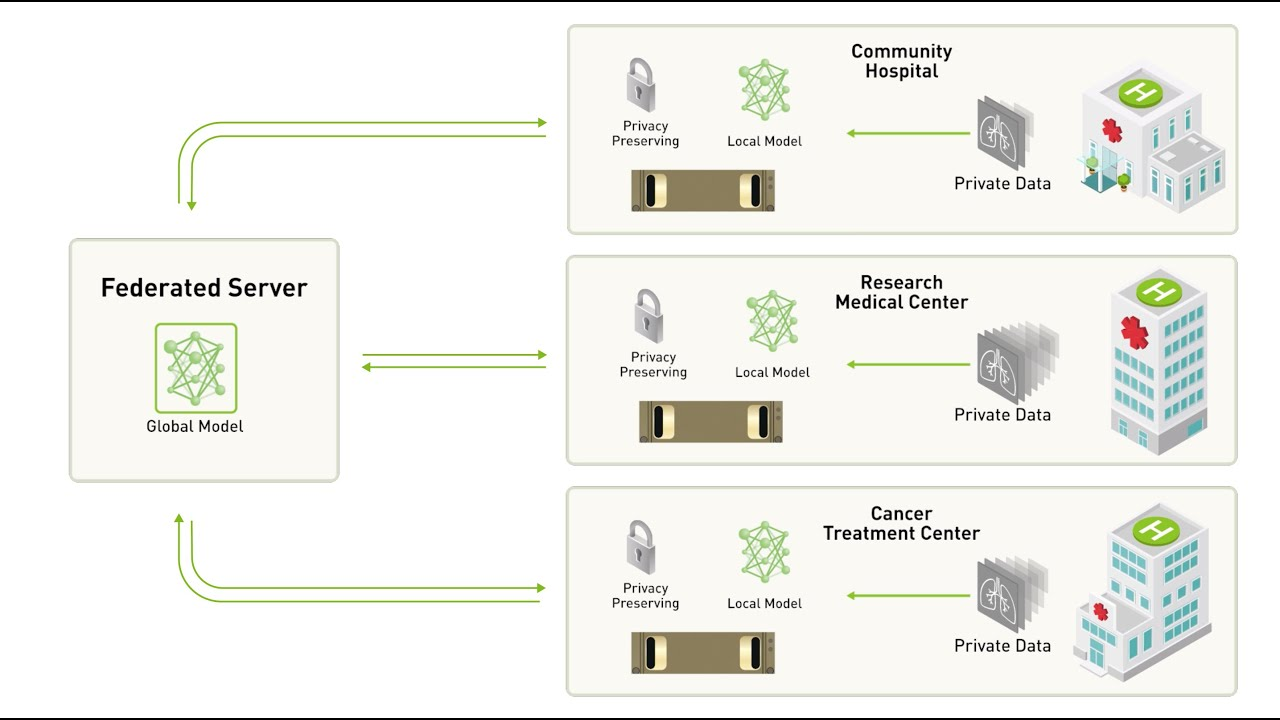 Federated Server
Global Model
Community
Hospital
Privacy
Preserving
Local Model
Private Data
H
Research
Medical Center
Privacy
Preserving
Local Model
Private Data
H
Cancer
Treatment Center
Privacy
Preserving
Local Model
Private Data
H